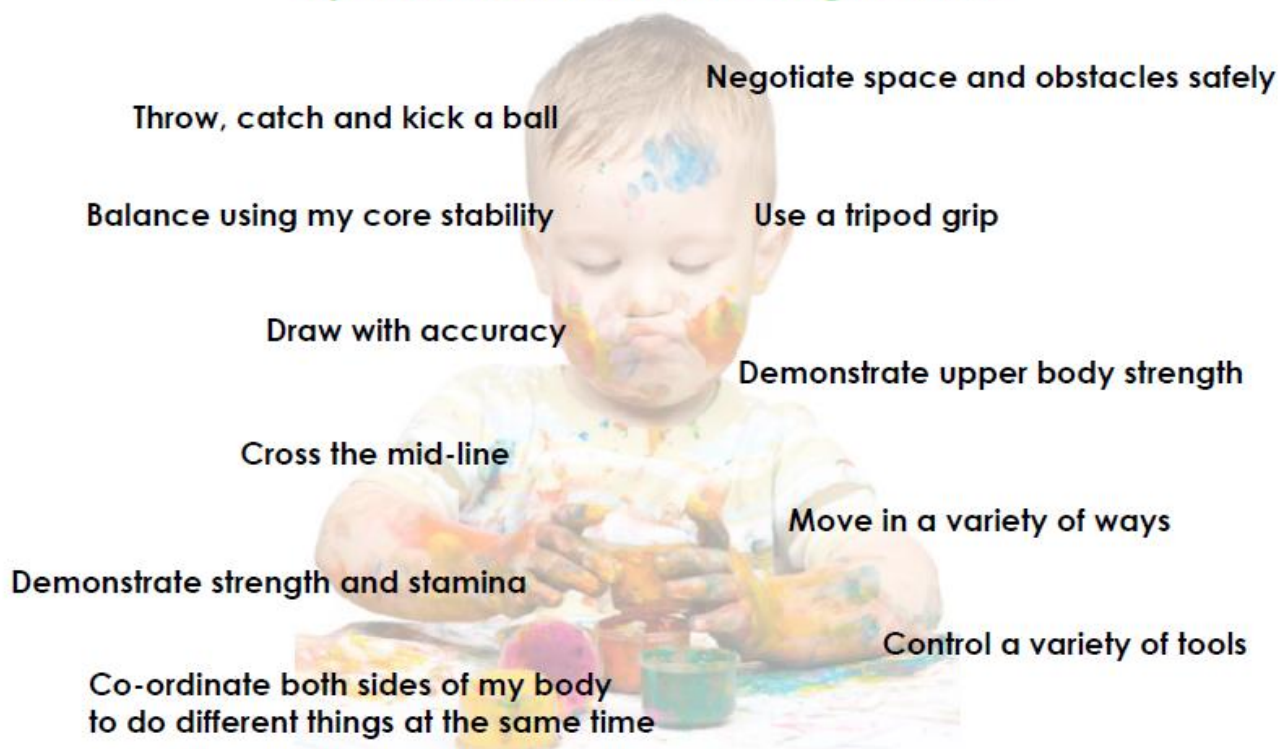 Negotiate space and obstacles safely
Throw, catch and kick a ball
Balance using my core stability
Use a tripod grip
Draw with accuracy
Demonstrate upper body strength
Cross the mid-line
Move in a variety of ways
Demonstrate strength and stamina
Control a variety of tools
Co-ordinate both sides of my body
to do different things at the same time